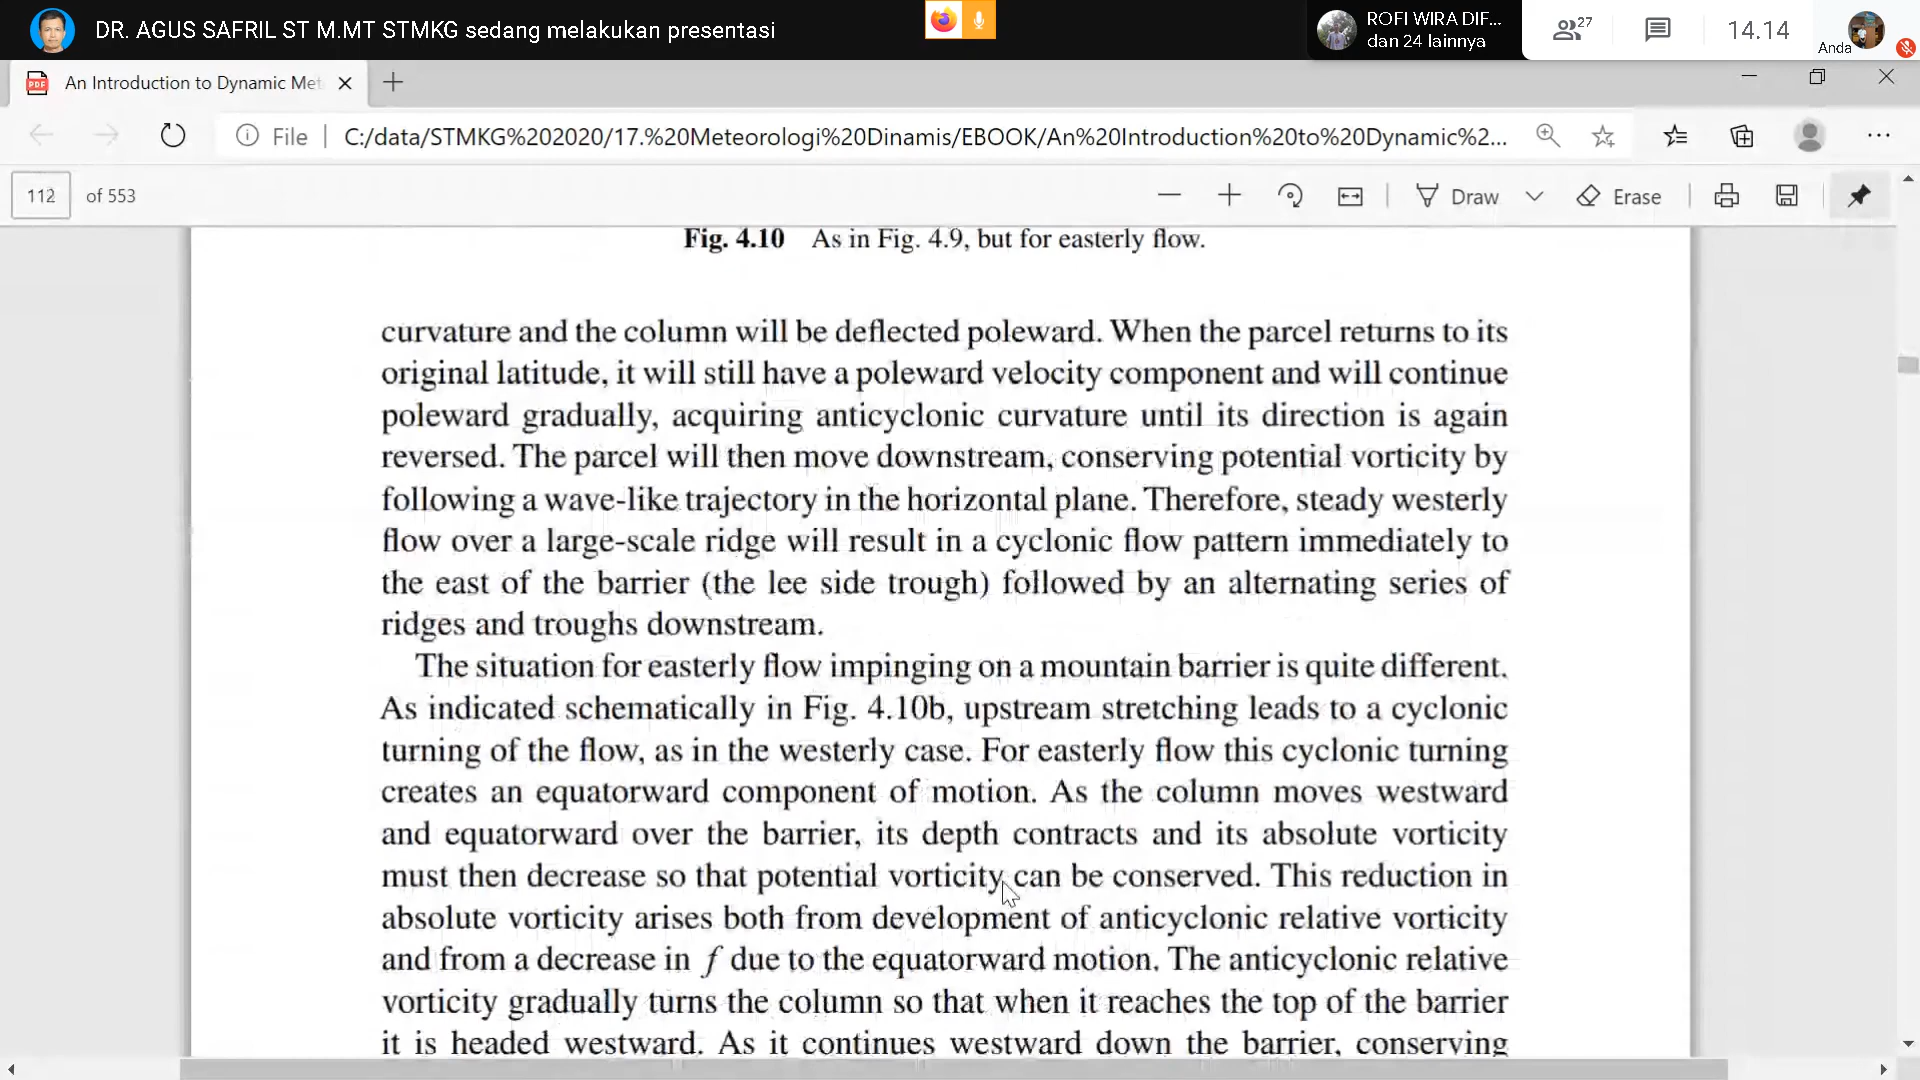 DR. AGUS SAFRIL ST M.MT STMKG sedang melakukan presentasi
ROFI WIRA DIF...
dan 24 lainnya
27
14.14
Anda
An Introduction to Dynamic Met
File
C:/data/STMKG%202020/17.%20Meteorologi%20Dinamis/EBOOK/An%20Introduction%20to%20Dynamic%2...
112 of 553
Draw
Erase
Fig. 4.10 As in Fig. 4.9, but for easterly flow.
curvature and the column will be deflected poleward. When the parcel returns to its
original latitude, it will still have a poleward velocity component and will continue
poleward gradually, acquiring anticyclonic curvature until its direction is again
reversed. The parcel will then move downstream, conserving potential vorticity by
following a wave-like trajectory in the horizontal plane. Therefore, steady westerly
flow over a large-scale ridge will result in a cyclonic flow pattern immediately to
the east of the barrier (the lee side trough) followed by an alternating series of
ridges and troughs downstream.
The situation for easterly flow impinging on a mountain barrier is quite different.
As indicated schematically in Fig. 4.10b, upstream stretching leads to a cyclonic
turning of the flow, as in the westerly case. For easterly flow this cyclonic turning
creates an equatorward component of motion. As the column moves westward
and equatorward over the barrier, its depth contracts and its absolute vorticity
must then decrease so that potential vorticity can be conserved. This reduction in
absolute vorticity arises both from development of anticyclonic relative vorticity
and from a decrease in f due to the equatorward motion. The anticyclonic relative
vorticity gradually turns the column so that when it reaches the top of the barrier
it is headed westward. As it continues westward down the barrier, conserving